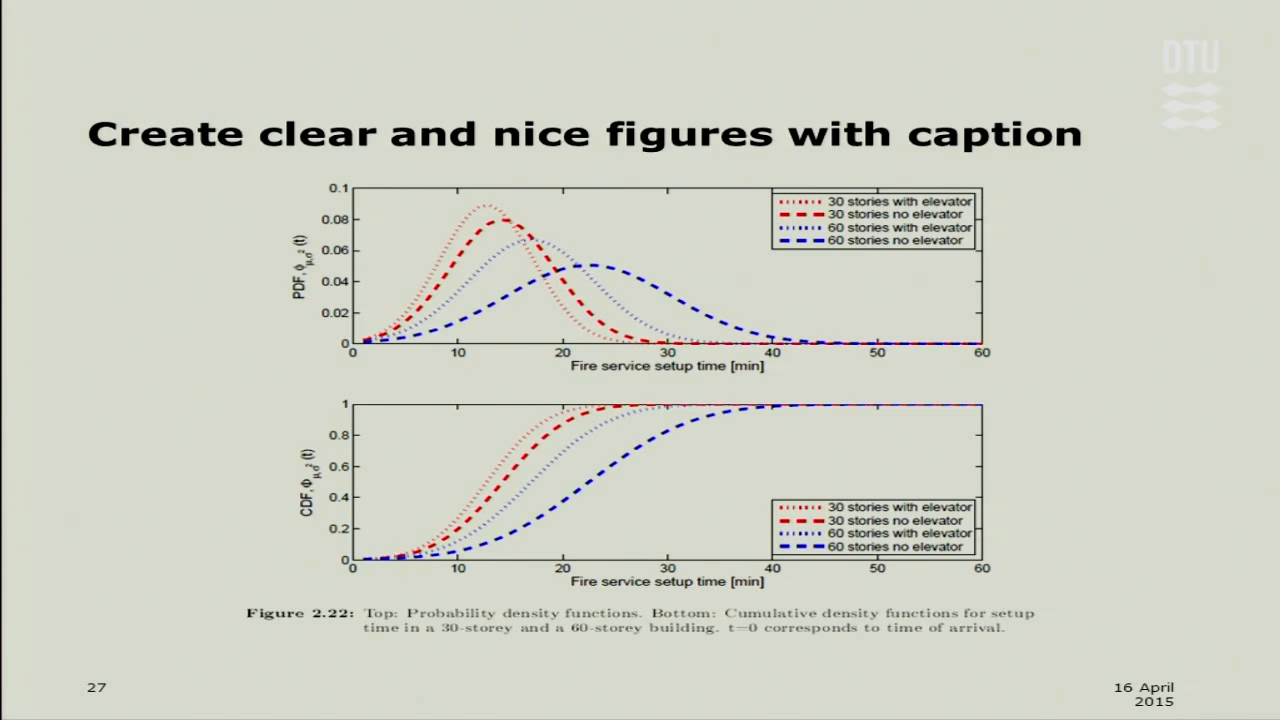 DTU
Create clear and nice figures with caption
0.1
0.08
0.06
0.04
0.02
0
PDF, ϕμ,σ² (t)
30 stories with elevator
30 stories no elevator
60 stories with elevator
60 stories no elevator
0 10 20 30 40 50 60
Fire service setup time [min]
1
0.8
0.6
0.4
0.2
0
CDF, Φμ,σ² (t)
30 stories with elevator
30 stories no elevator
60 stories with elevator
60 stories no elevator
0 10 20 30 40 50 60
Fire service setup time [min]
Figure 2.22: Top: Probability density functions. Bottom: Cumulative density functions for setup
time in a 30-storey and a 60-storey building. t=0 corresponds to time of arrival.
27
16 April
2015